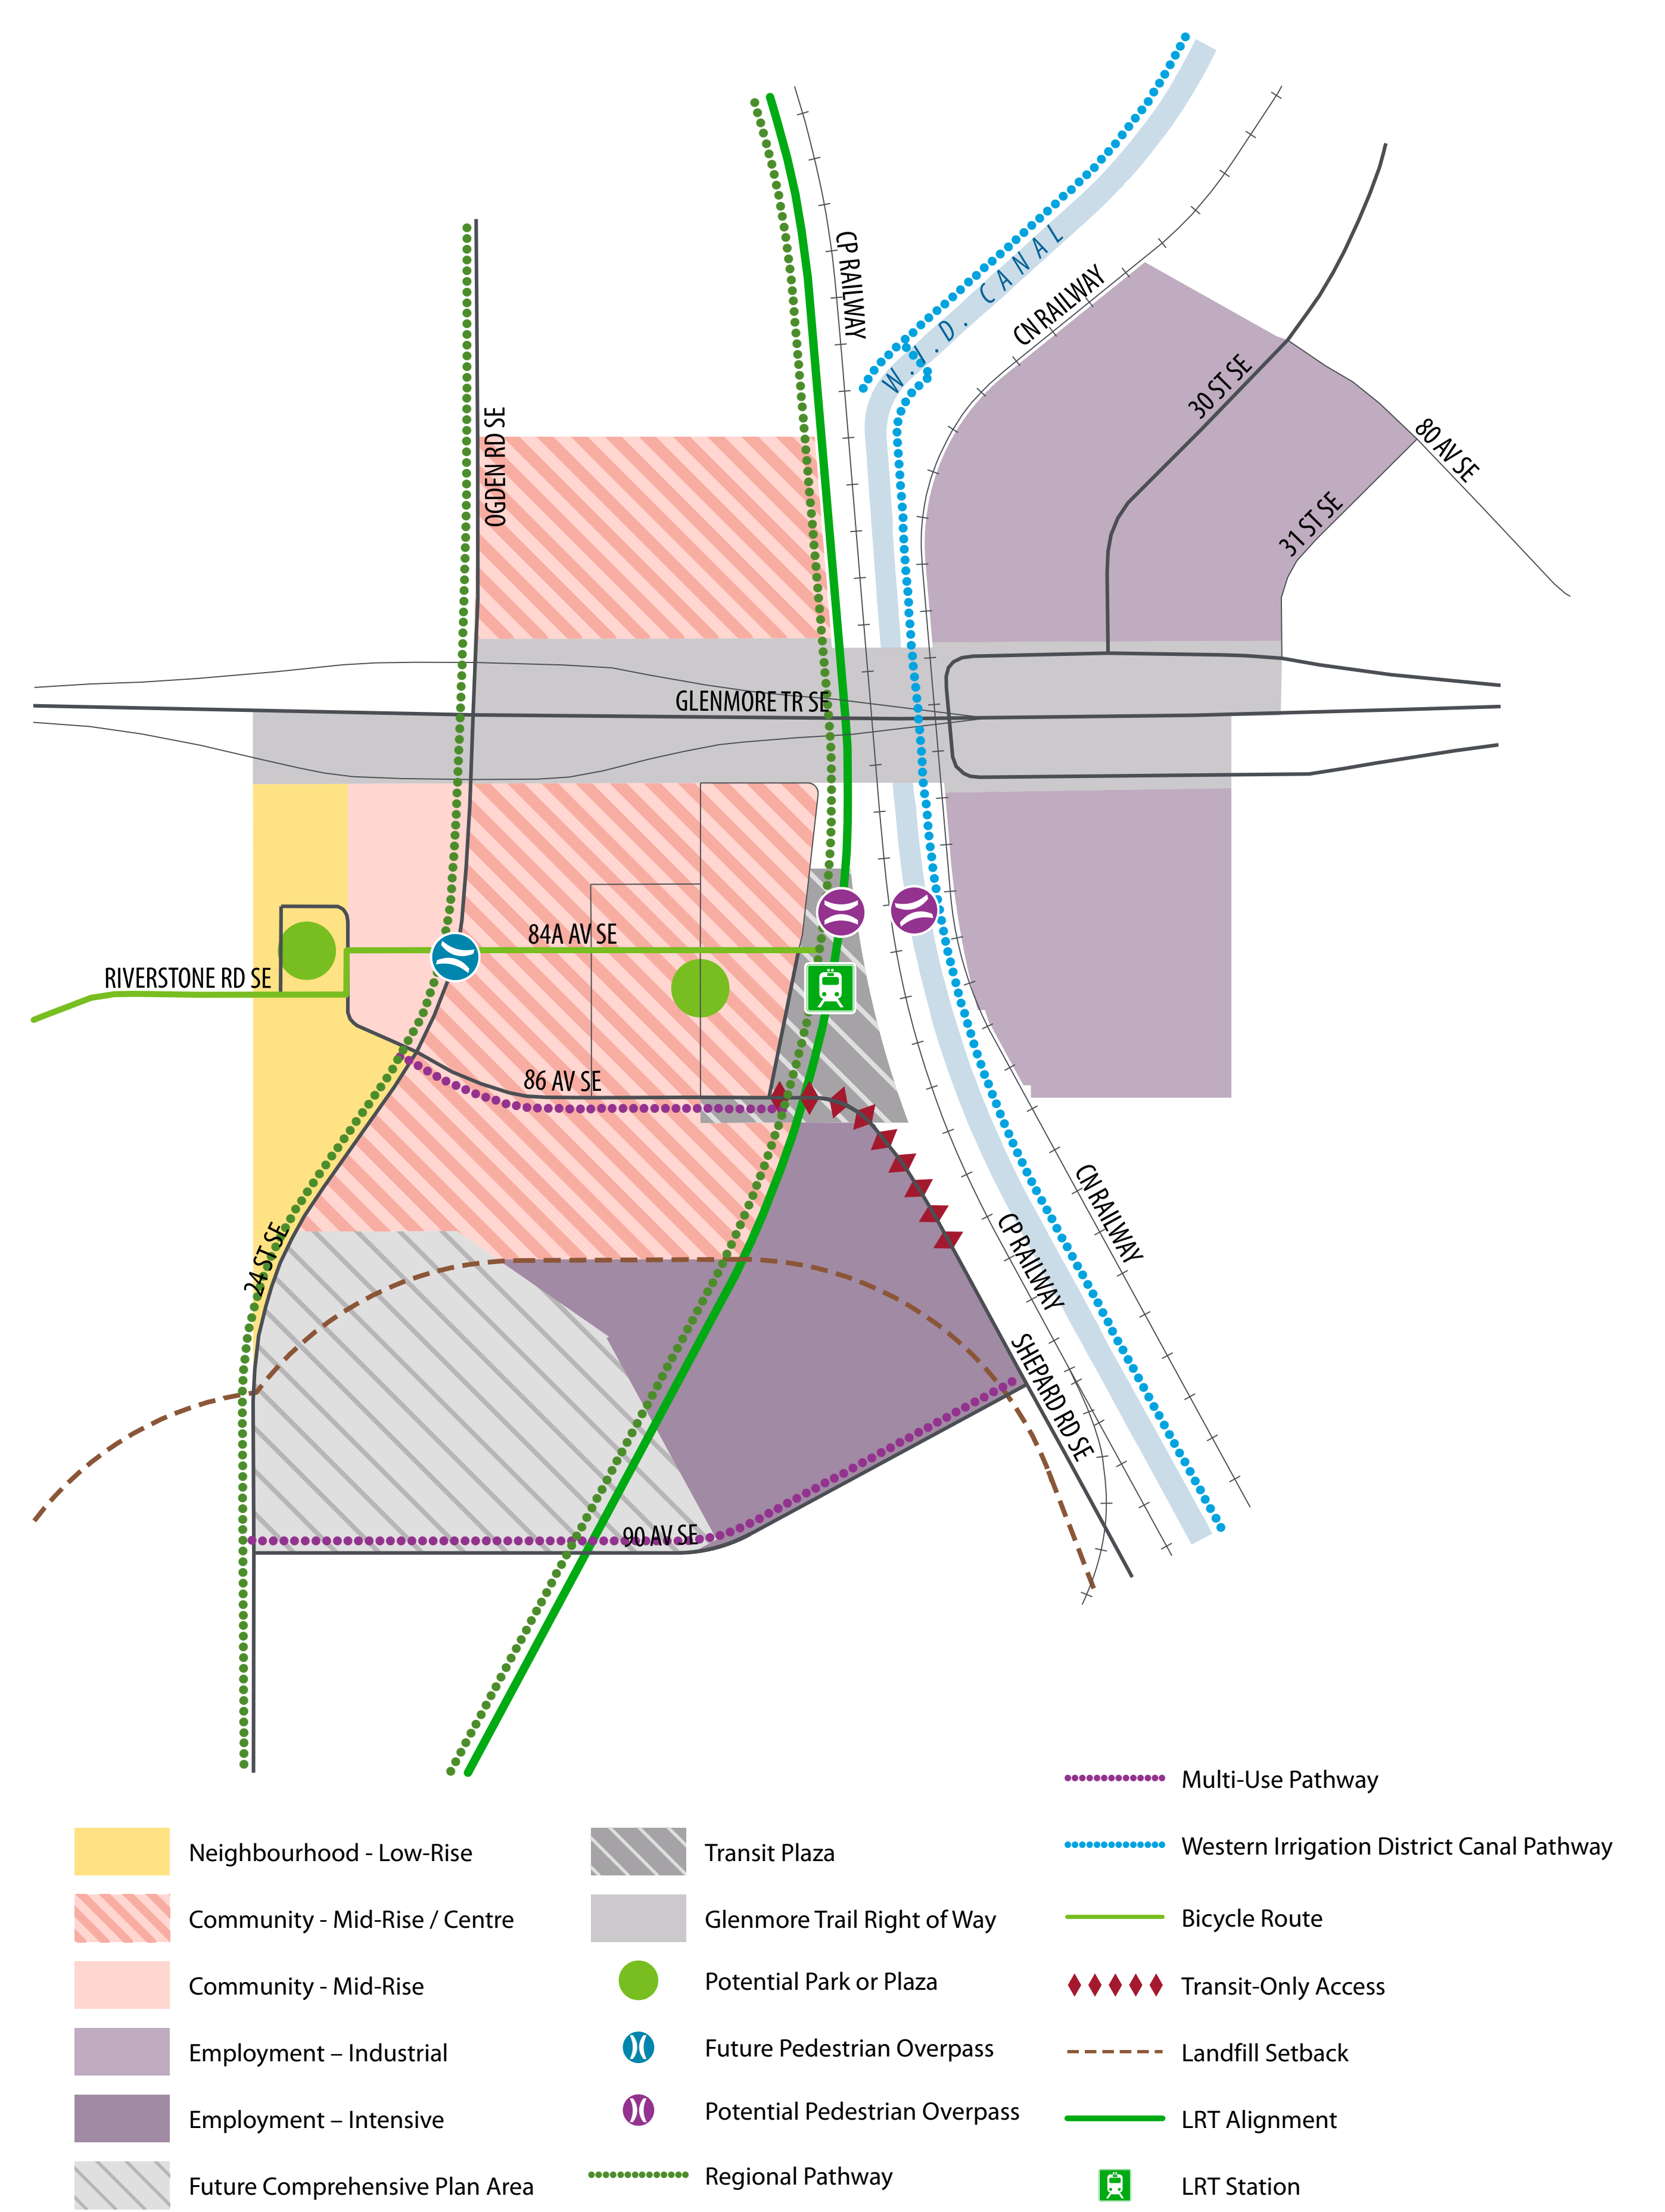 CP RAILWAY
W.I.D. CANAL
CN RAILWAY
30 ST SE
OGDEN RD SE
80 AV SE
31 ST SE
GLENMORE TR SE
84A AV SE
RIVERSTONE RD SE
86 AV SE
24 ST SE
CN RAILWAY
CP RAILWAY
SHEPARD RD SE
90 AV SE
Neighbourhood - Low-Rise
Community - Mid-Rise / Centre
Community - Mid-Rise
Employment – Industrial
Employment – Intensive
Future Comprehensive Plan Area
Transit Plaza
Glenmore Trail Right of Way
Potential Park or Plaza
Future Pedestrian Overpass
Potential Pedestrian Overpass
Regional Pathway
Multi-Use Pathway
Western Irrigation District Canal Pathway
Bicycle Route
Transit-Only Access
Landfill Setback
LRT Alignment
LRT Station